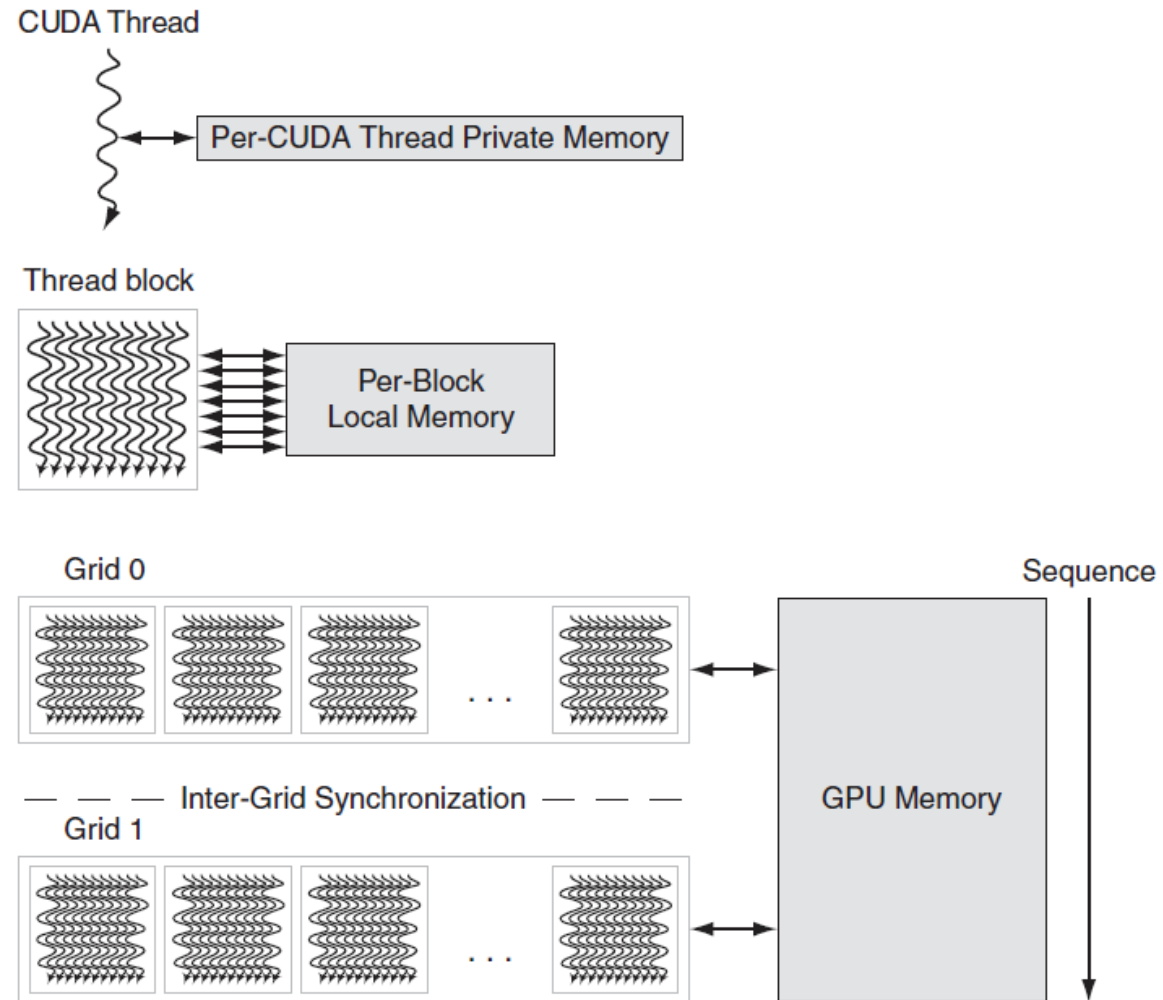 CUDA Thread
Per-CUDA Thread Private Memory
Thread block
Per-Block
Local Memory
Grid 0
Sequence
. . .
Inter-Grid Synchronization
GPU Memory
Grid 1
. . .